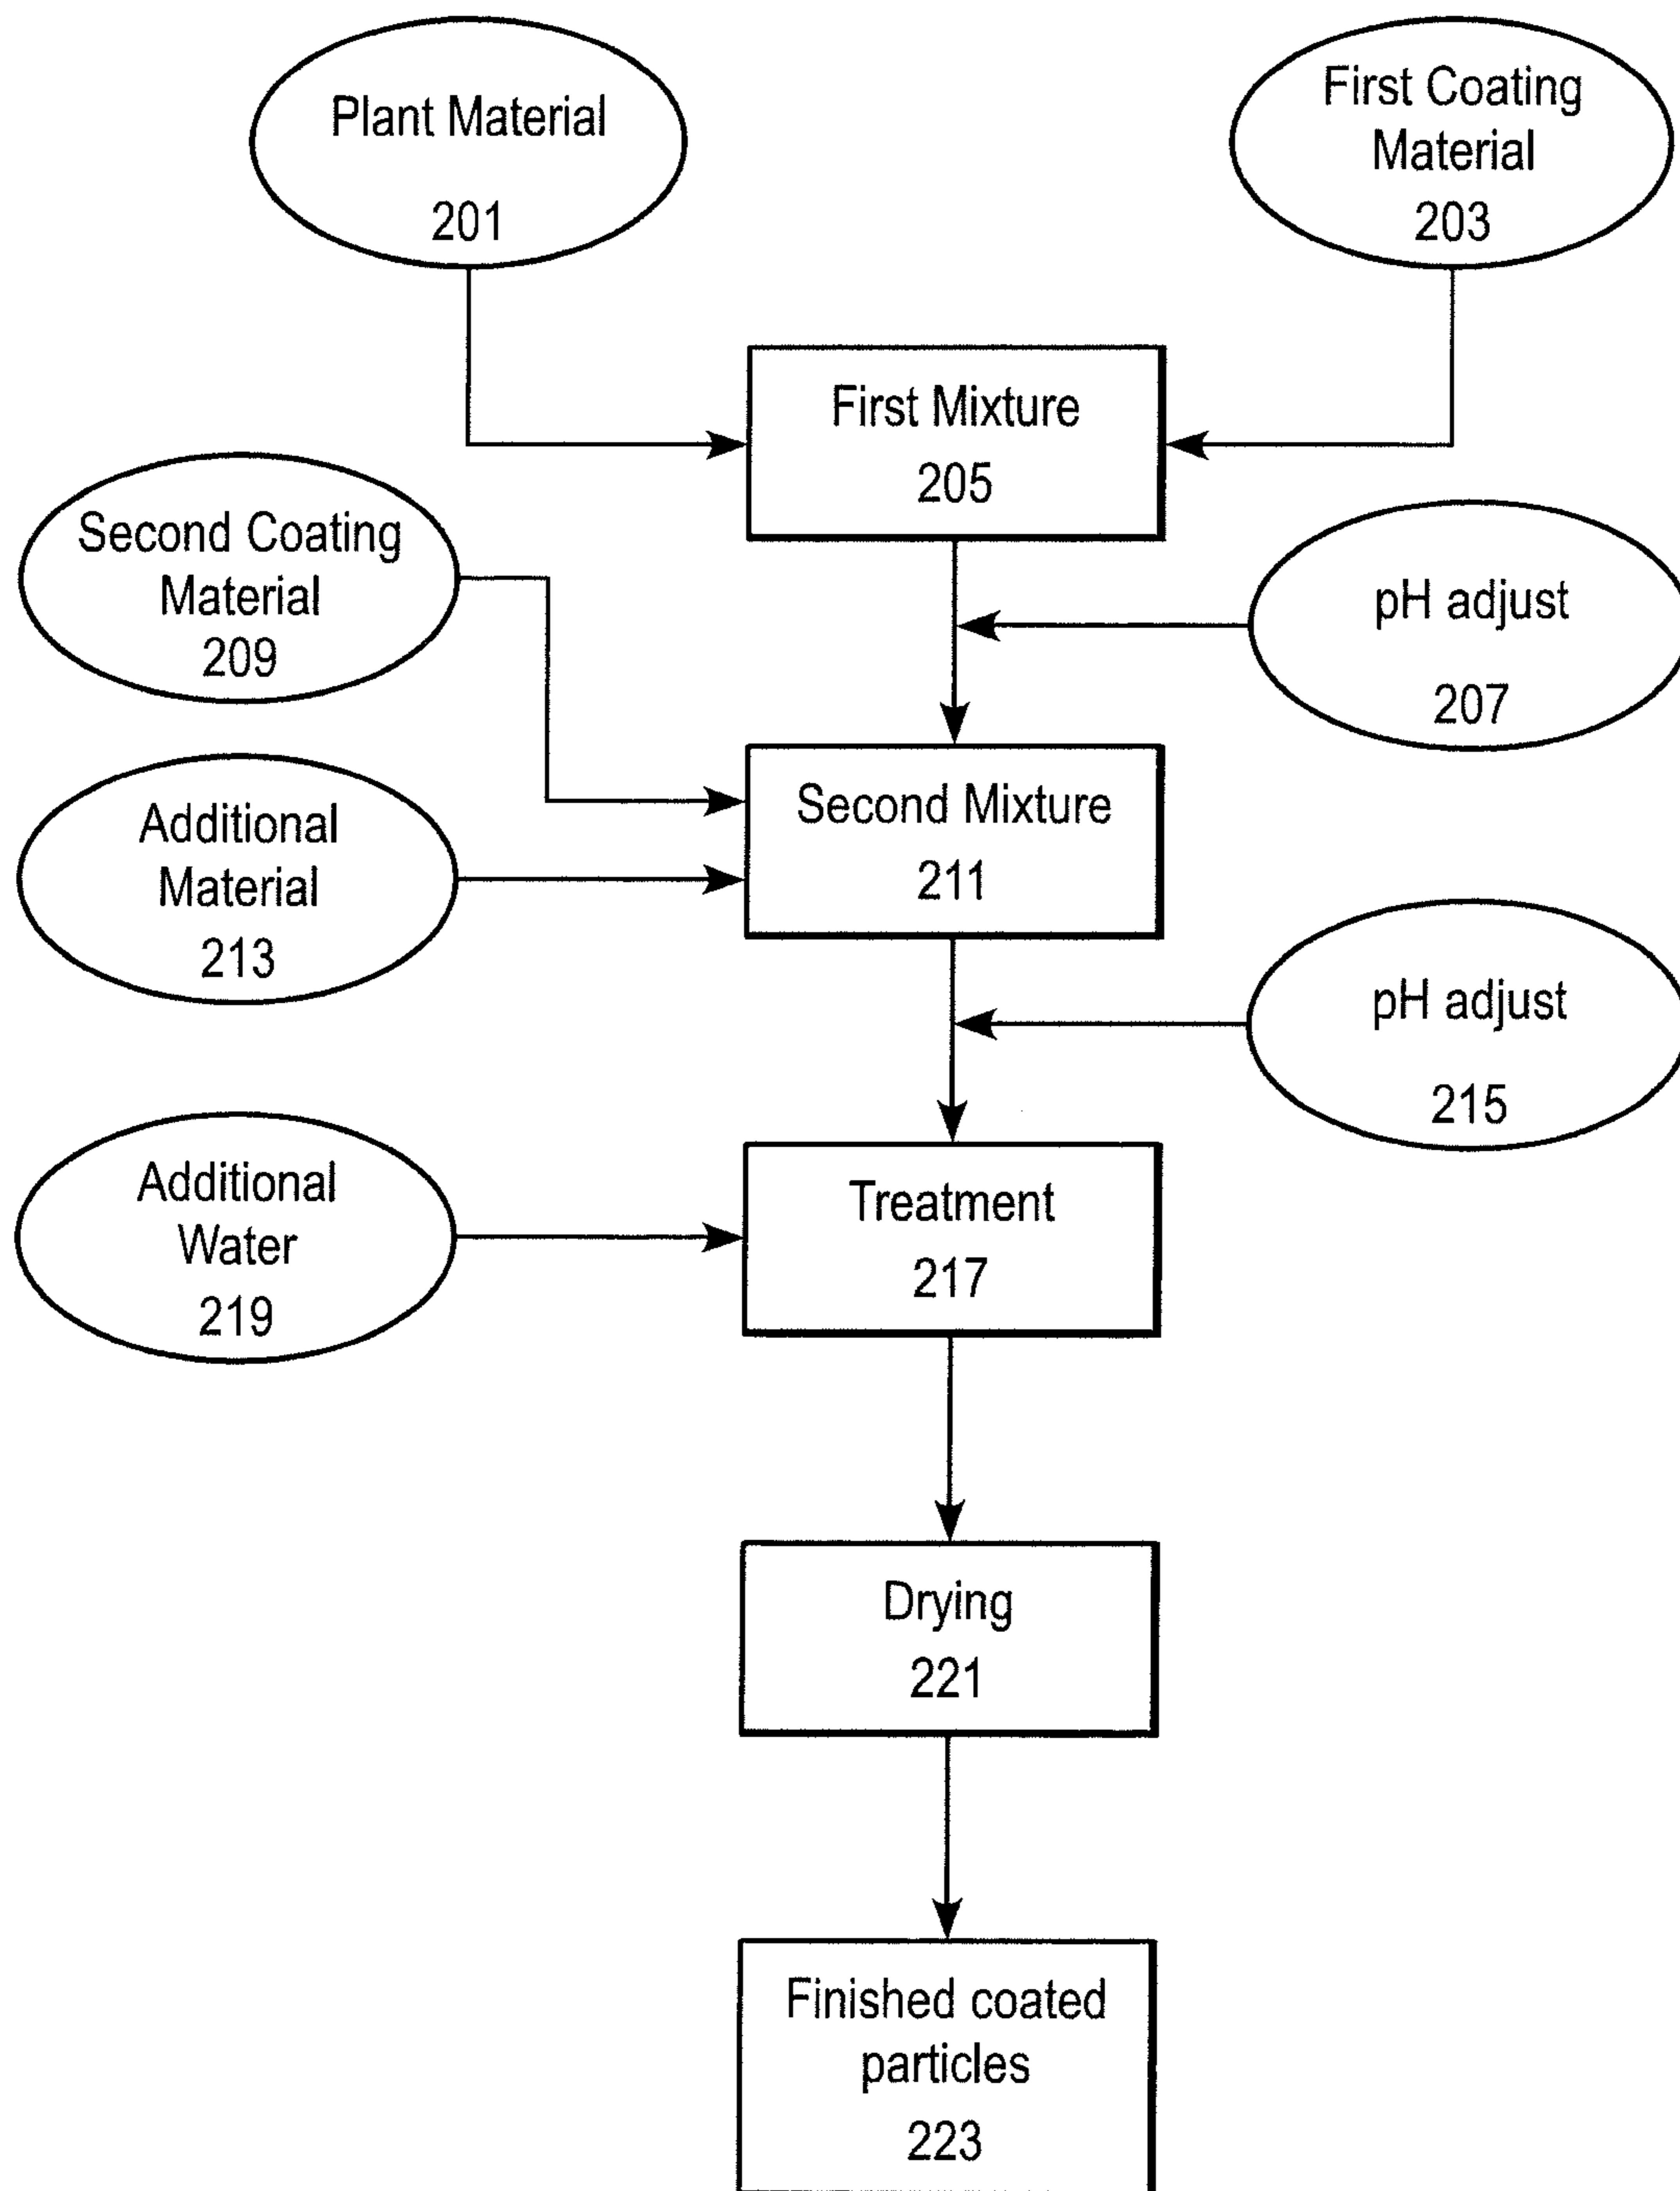 Plant Material
201
First Coating
Material
203
First Mixture
205
Second Coating
Material
209
pH adjust
207
Second Mixture
211
Additional
Material
213
pH adjust
215
Additional
Water
219
Treatment
217
Drying
221
Finished coated
particles
223